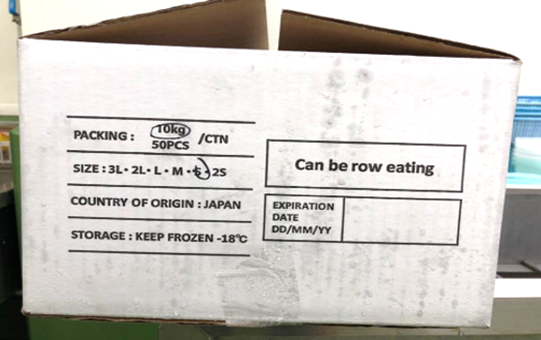 PACKING : 10kg
50PCS /CTN
SIZE : 3L• 2L• L • M • S • 2S
COUNTRY OF ORIGIN : JAPAN
STORAGE : KEEP FROZEN -18℃
Can be row eating
EXPIRATION
DATE
DD/MM/YY